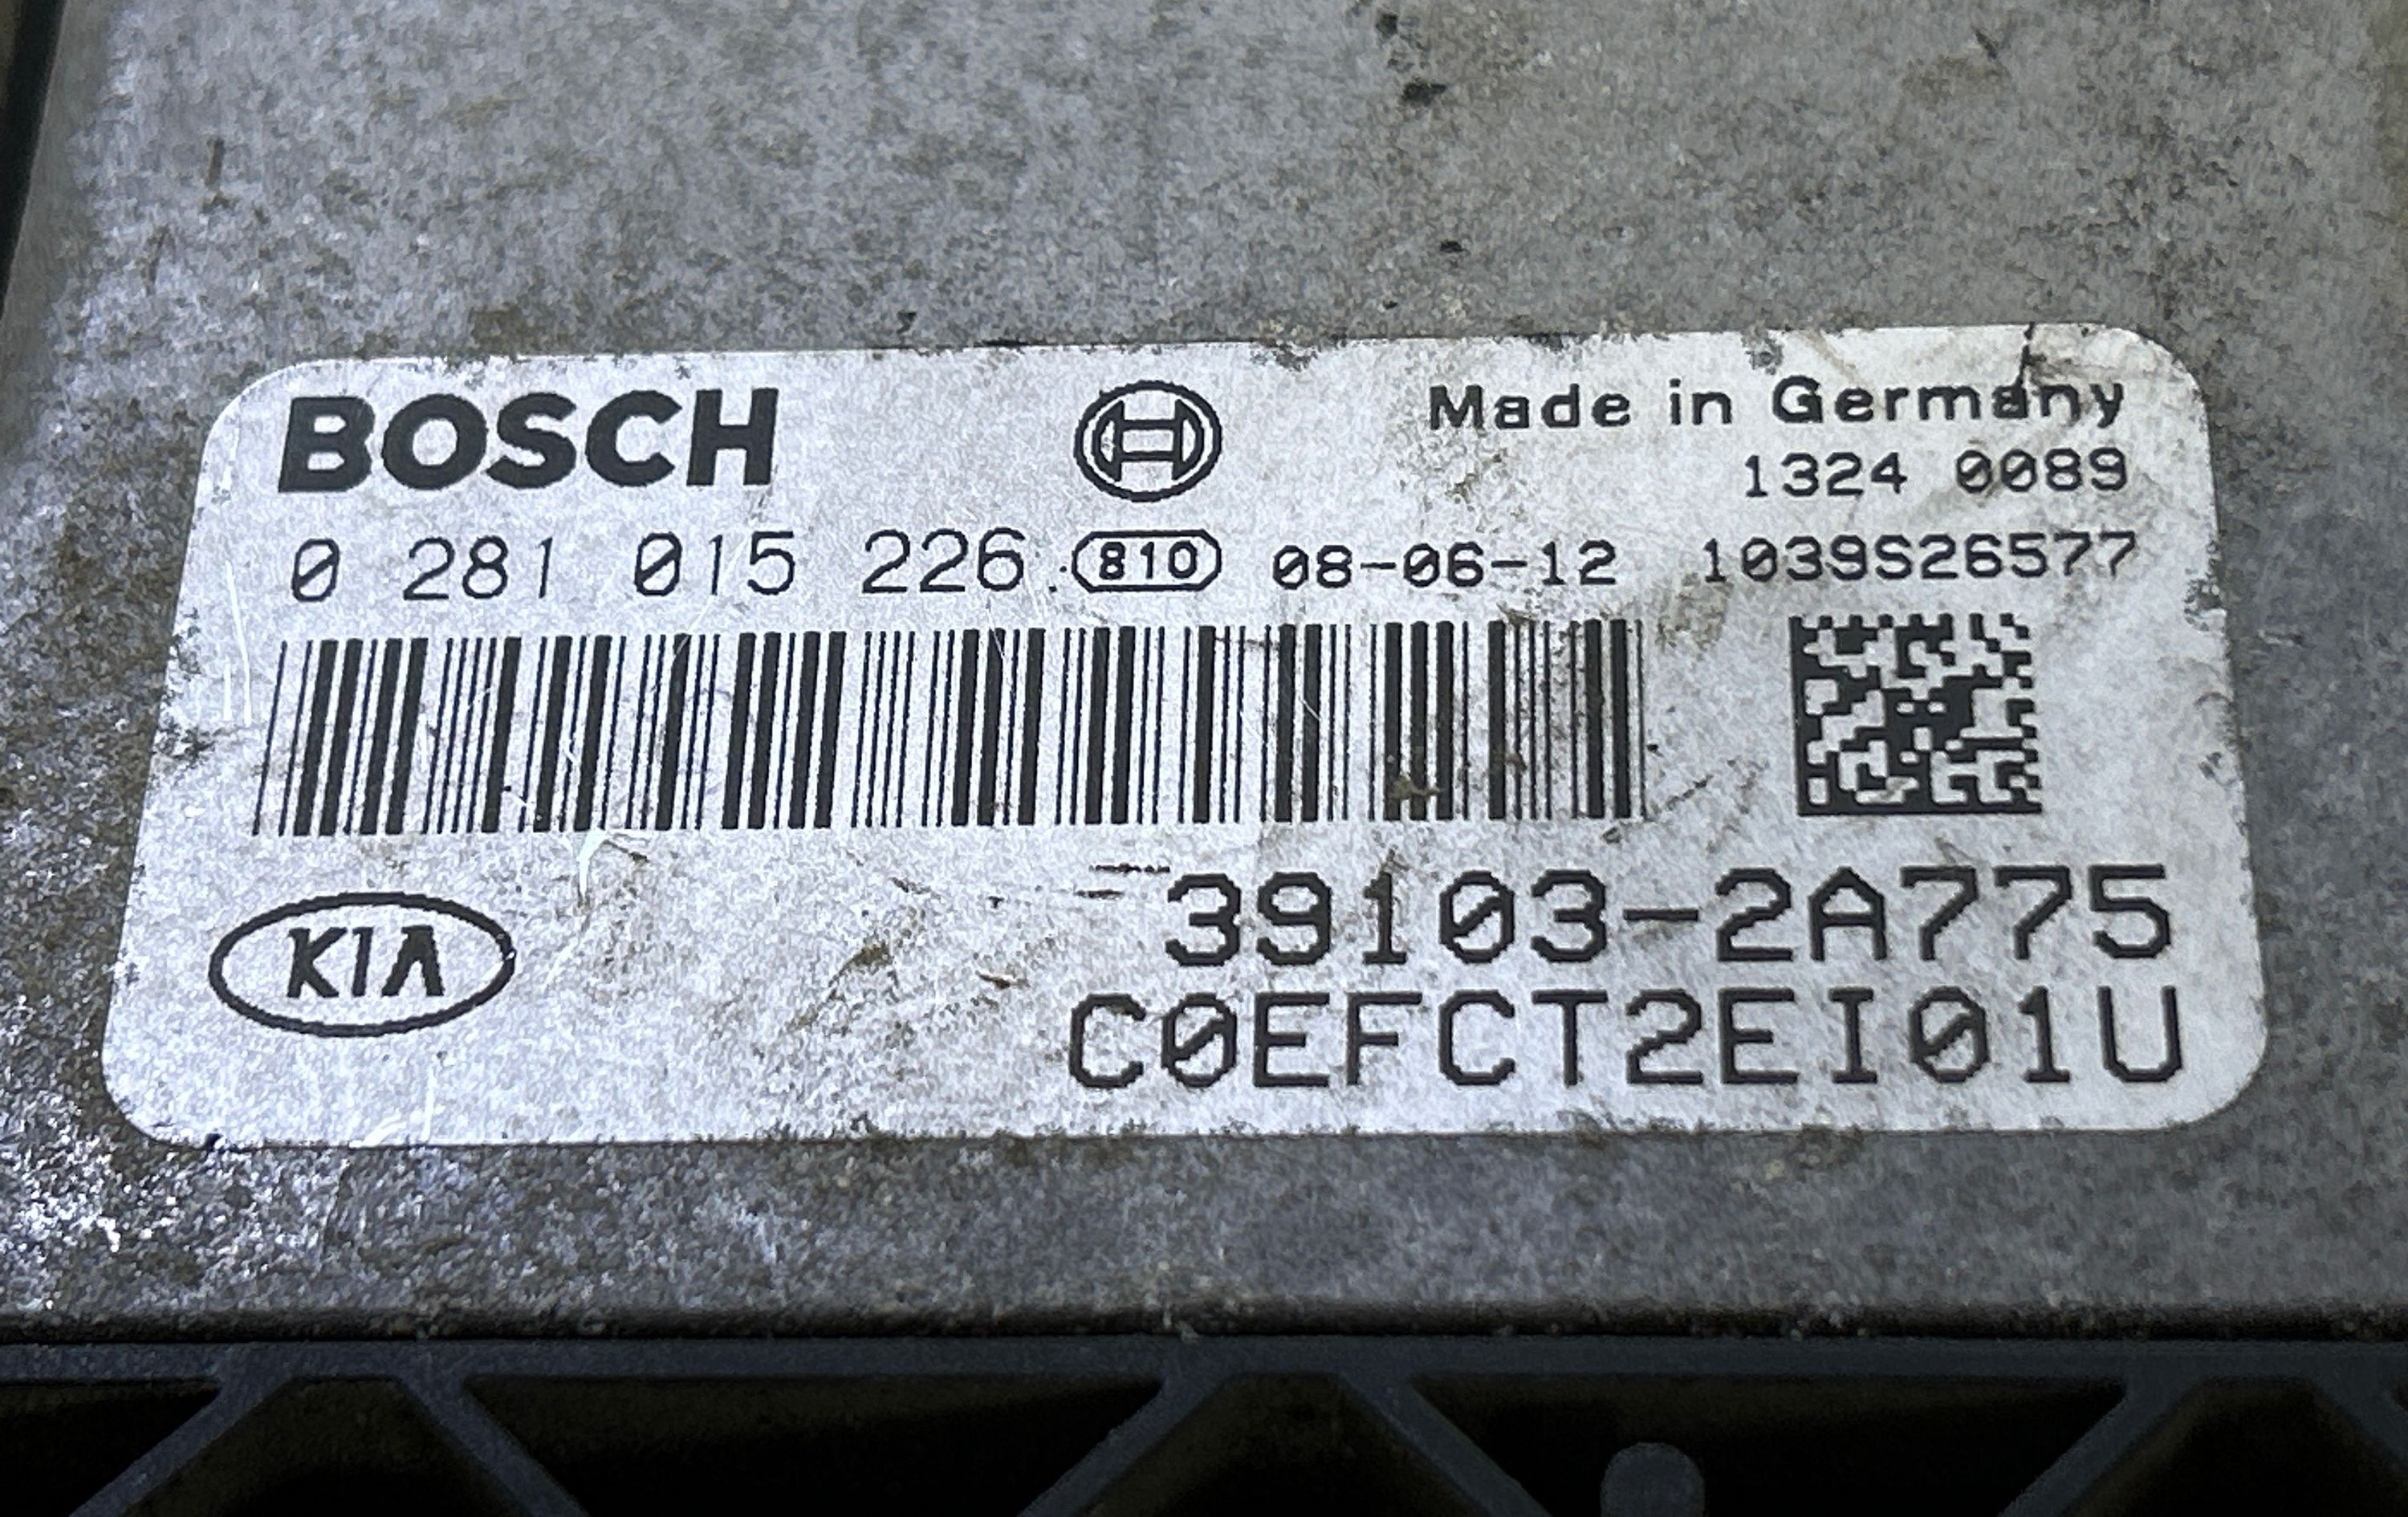 BOSCH
Made in Germany
1324 0089
0 281 015 226 810 08-06-12 1039S26577
KIA
39103-2A775
C0EFCT2EI01U